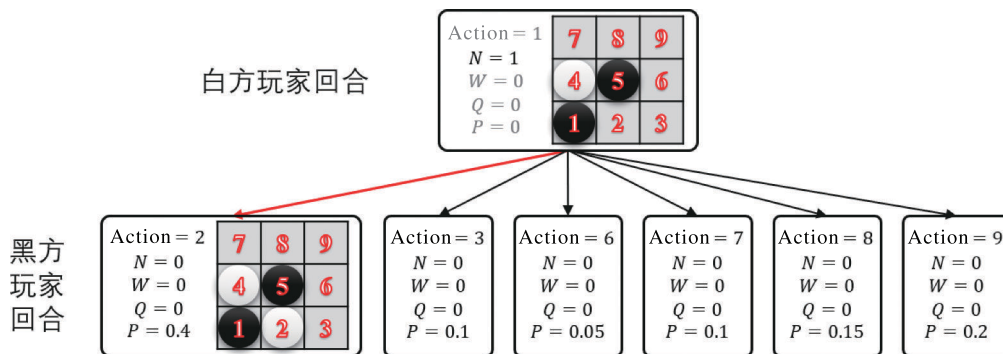 白方玩家回合
Action = 1
N = 1
W = 0
Q = 0
P = 0
7 8 9
4 5 6
1 2 3
黑方
玩家
回合
Action = 2
N = 0
W = 0
Q = 0
P = 0.4
7 8 9
4 5 6
1 2 3
Action = 3
N = 0
W = 0
Q = 0
P = 0.1
Action = 6
N = 0
W = 0
Q = 0
P = 0.05
Action = 7
N = 0
W = 0
Q = 0
P = 0.1
Action = 8
N = 0
W = 0
Q = 0
P = 0.15
Action = 9
N = 0
W = 0
Q = 0
P = 0.2